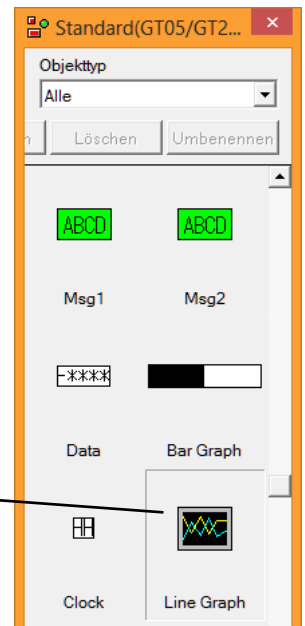 Standard(GT05/GT2...
Objekttyp
Alle
n Löschen Umbenennen
ABCD ABCD
Msg1 Msg2
-****
Data Bar Graph
Clock Line Graph